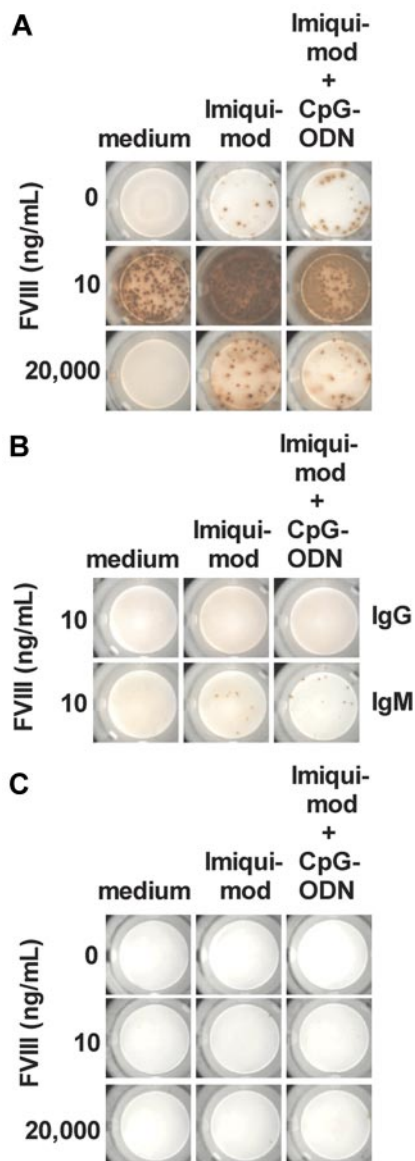 A
Imiqui-
mod
+
Imiqui- CpG-
medium mod ODN
FVIII (ng/mL)
0
10
20,000
B
Imiqui-
mod
+
Imiqui- CpG-
medium mod ODN
FVIII (ng/mL)
10 IgG
10 IgM
C
Imiqui-
mod
+
Imiqui- CpG-
medium mod ODN
FVIII (ng/mL)
0
10
20,000